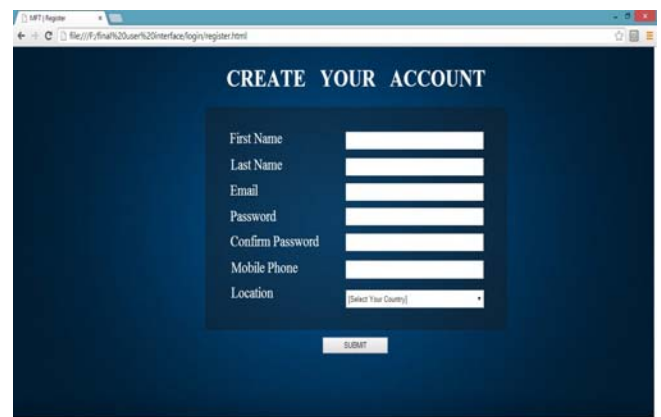 MFT | Register
file:///F:/final%20user%20interface/login/register.html
CREATE YOUR ACCOUNT
First Name
Last Name
Email
Password
Confirm Password
Mobile Phone
Location
[Select Your Country]
SUBMIT